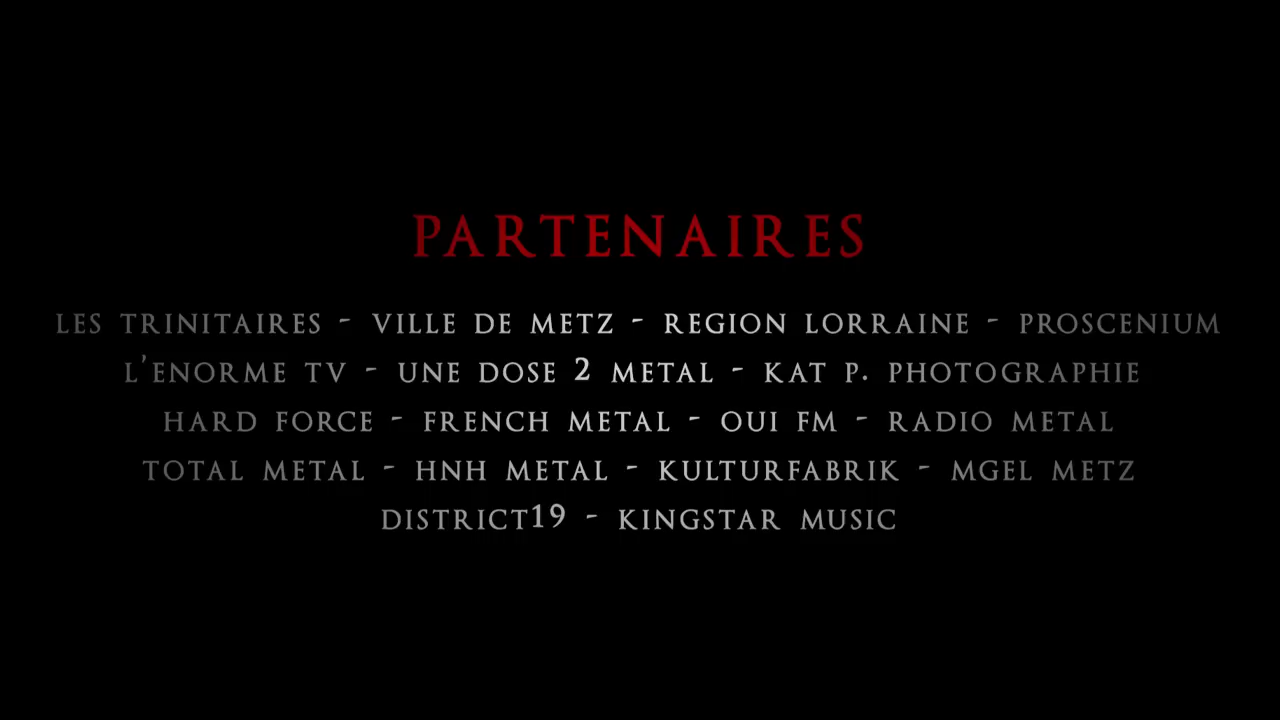 PARTENAIRES
LES TRINITAIRES - VILLE DE METZ - REGION LORRAINE - PROSCENIUM
L'ENORME TV - UNE DOSE 2 METAL - KAT P. PHOTOGRAPHIE
HARD FORCE - FRENCH METAL - OUI FM - RADIO METAL
TOTAL METAL - HNH METAL - KULTURFABRIK - MGEL METZ
DISTRICT19 - KINGSTAR MUSIC